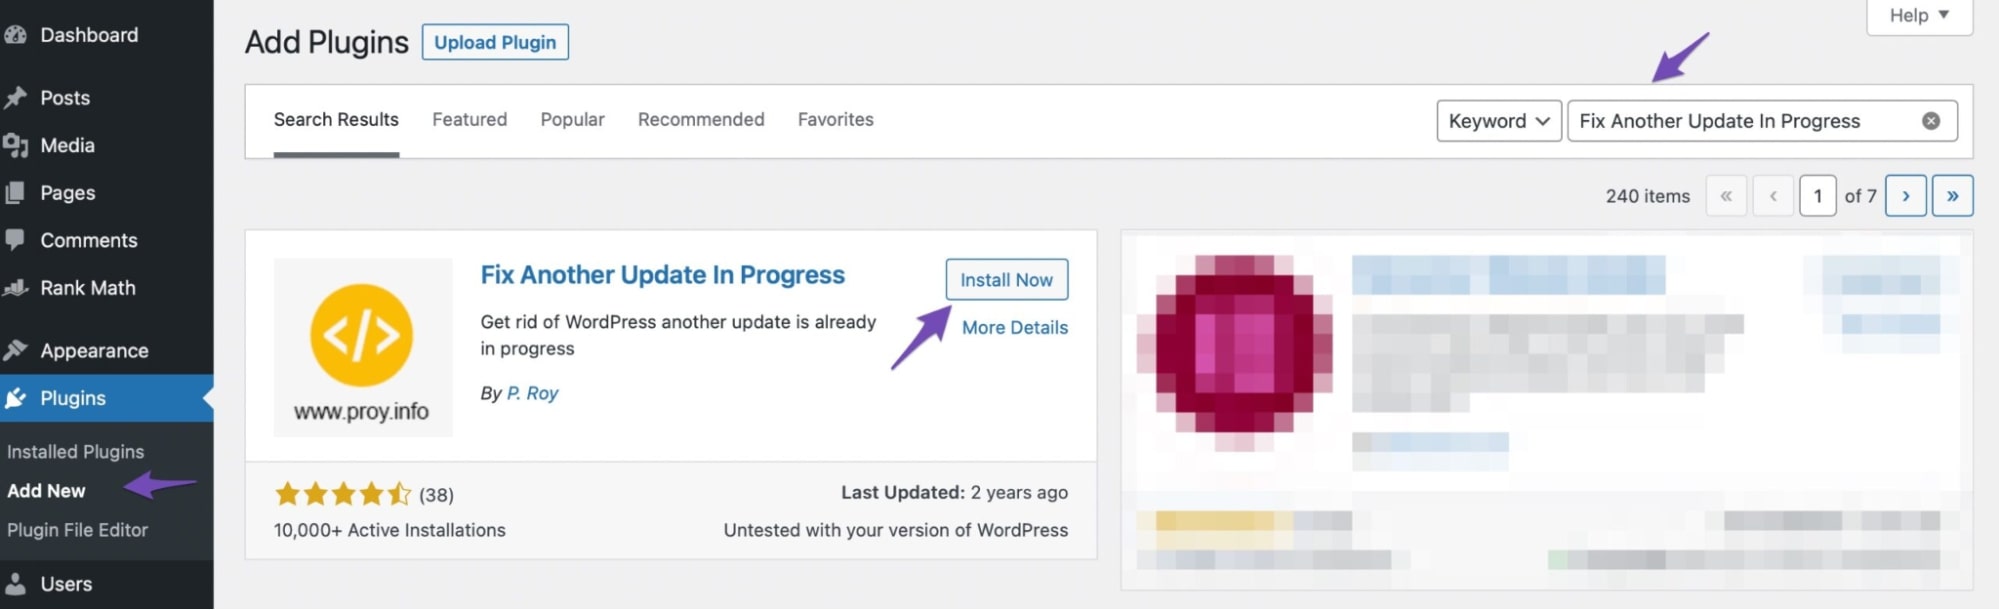 Dashboard
Posts
Media
Pages
Comments
Rank Math
Appearance
Plugins
Installed Plugins
Add New
Plugin File Editor
Users
Help
Add Plugins
Upload Plugin
Search Results Featured Popular Recommended Favorites
Keyword
Fix Another Update In Progress
240 items « ‹ 1 of 7 › »
www.proy.info
Fix Another Update In Progress
Get rid of WordPress another update is already
in progress
By P. Roy
Install Now
More Details
(38)
10,000+ Active Installations
Last Updated: 2 years ago
Untested with your version of WordPress